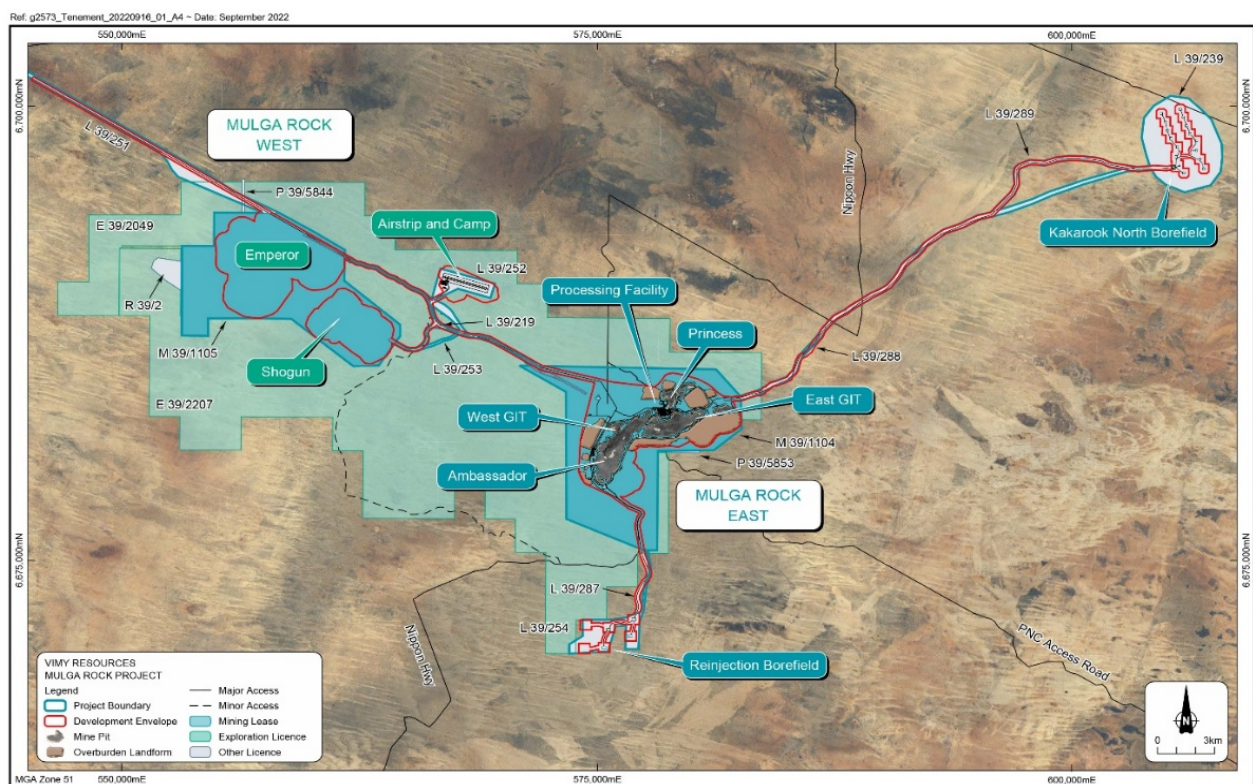 Ref: g2573_Tenement_20220916_01_A4 ~ Date: September 2022
550,000mE
575,000mE
600,000mE
L 39/239
6,700,000mN
6,700,000mN
L 39/251
MULGA ROCK
WEST
L 39/289
Nippon Hwy
P 39/5844
E 39/2049
Airstrip and Camp
Kakarook North Borefield
Emperor
L 39/252
R 39/2
Processing Facility
L 39/219
Princess
M 39/1105
L 39/288
Shogun
L 39/253
E 39/2207
West GIT
East GIT
M 39/1104
P 39/5853
Ambassador
MULGA ROCK
EAST
6,675,000mN
6,675,000mN
L 39/287
L 39/254
Nippon Hwy
PNC Access Road
Reinjection Borefield
VIMY RESOURCES
MULGA ROCK PROJECT
Legend
Project Boundary
Development Envelope
Mine Pit
Overburden Landform
Major Access
Minor Access
Mining Lease
Exploration Licence
Other Licence
N
0 3km
MGA Zone 51
550,000mE
575,000mE
600,000mE